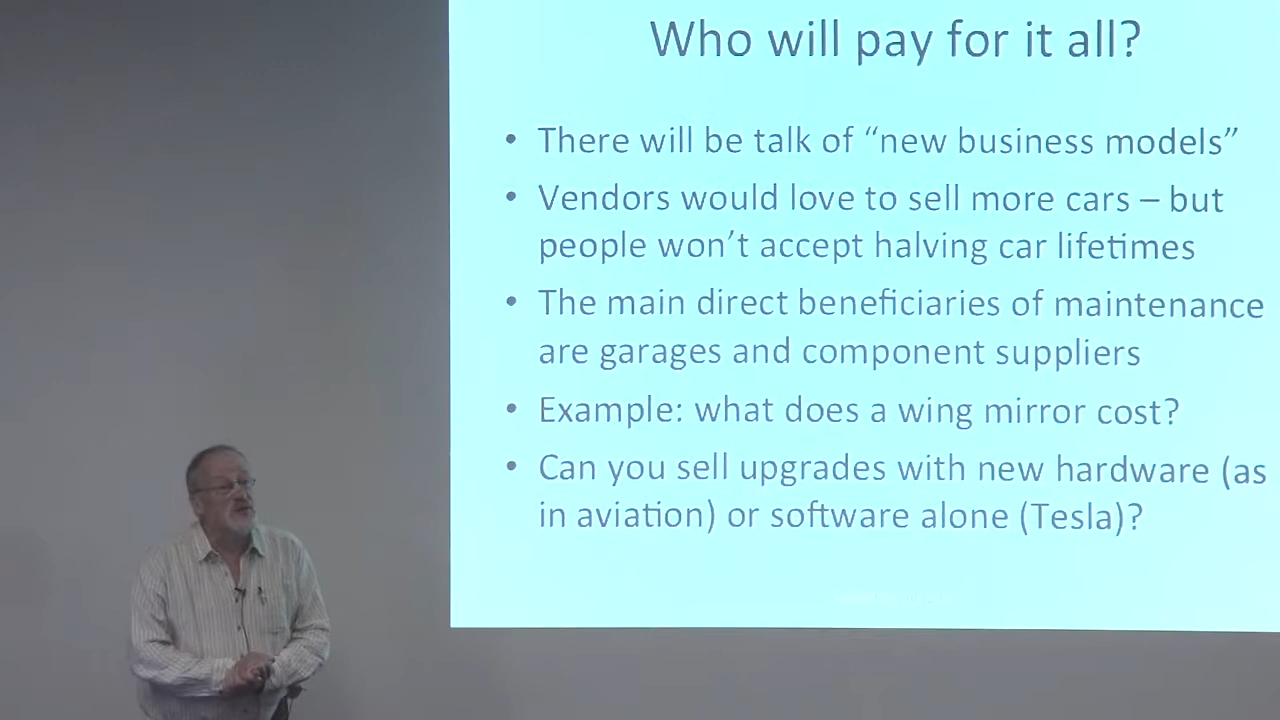 Who will pay for it all?
• There will be talk of “new business models”
• Vendors would love to sell more cars – but
people won’t accept halving car lifetimes
• The main direct beneficiaries of maintenance
are garages and component suppliers
• Example: what does a wing mirror cost?
• Can you sell upgrades with new hardware (as
in aviation) or software alone (Tesla)?